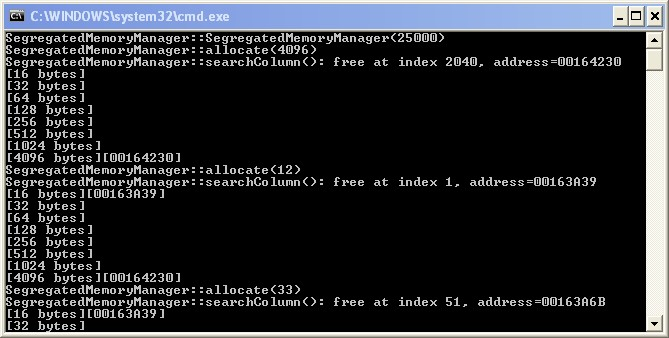 C:\WINDOWS\system32\cmd.exe
SegregatedMemoryManager::SegregatedMemoryManager(25000)
SegregatedMemoryManager::allocate(4096)
SegregatedMemoryManager::searchColumn(): free at index 2040, address=00164230
[16 bytes]
[32 bytes]
[64 bytes]
[128 bytes]
[256 bytes]
[512 bytes]
[1024 bytes]
[4096 bytes][00164230]
SegregatedMemoryManager::allocate(12)
SegregatedMemoryManager::searchColumn(): free at index 1, address=00163A39
[16 bytes][00163A39]
[32 bytes]
[64 bytes]
[128 bytes]
[256 bytes]
[512 bytes]
[1024 bytes]
[4096 bytes][00164230]
SegregatedMemoryManager::allocate(33)
SegregatedMemoryManager::searchColumn(): free at index 51, address=00163A6B
[16 bytes][00163A39]
[32 bytes]